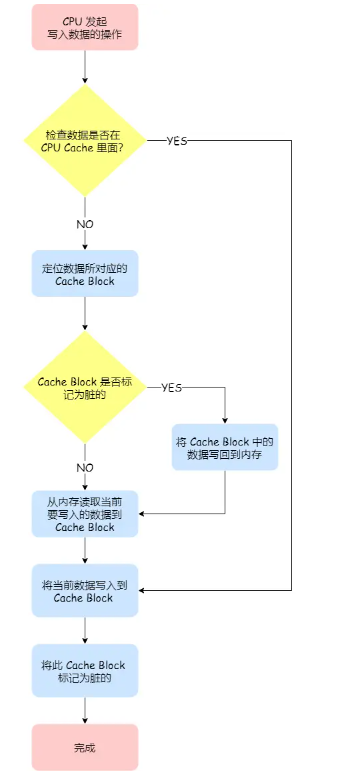 CPU 发起
写入数据的操作
检查数据是否在
CPU Cache 里面?
YES
NO
定位数据所对应的
Cache Block
Cache Block 是否标
记为脏的
YES
将 Cache Block 中的
数据写回到内存
NO
从内存读取当前
要写入的数据到
Cache Block
将当前数据写入到
Cache Block
将此 Cache Block
标记为脏的
完成